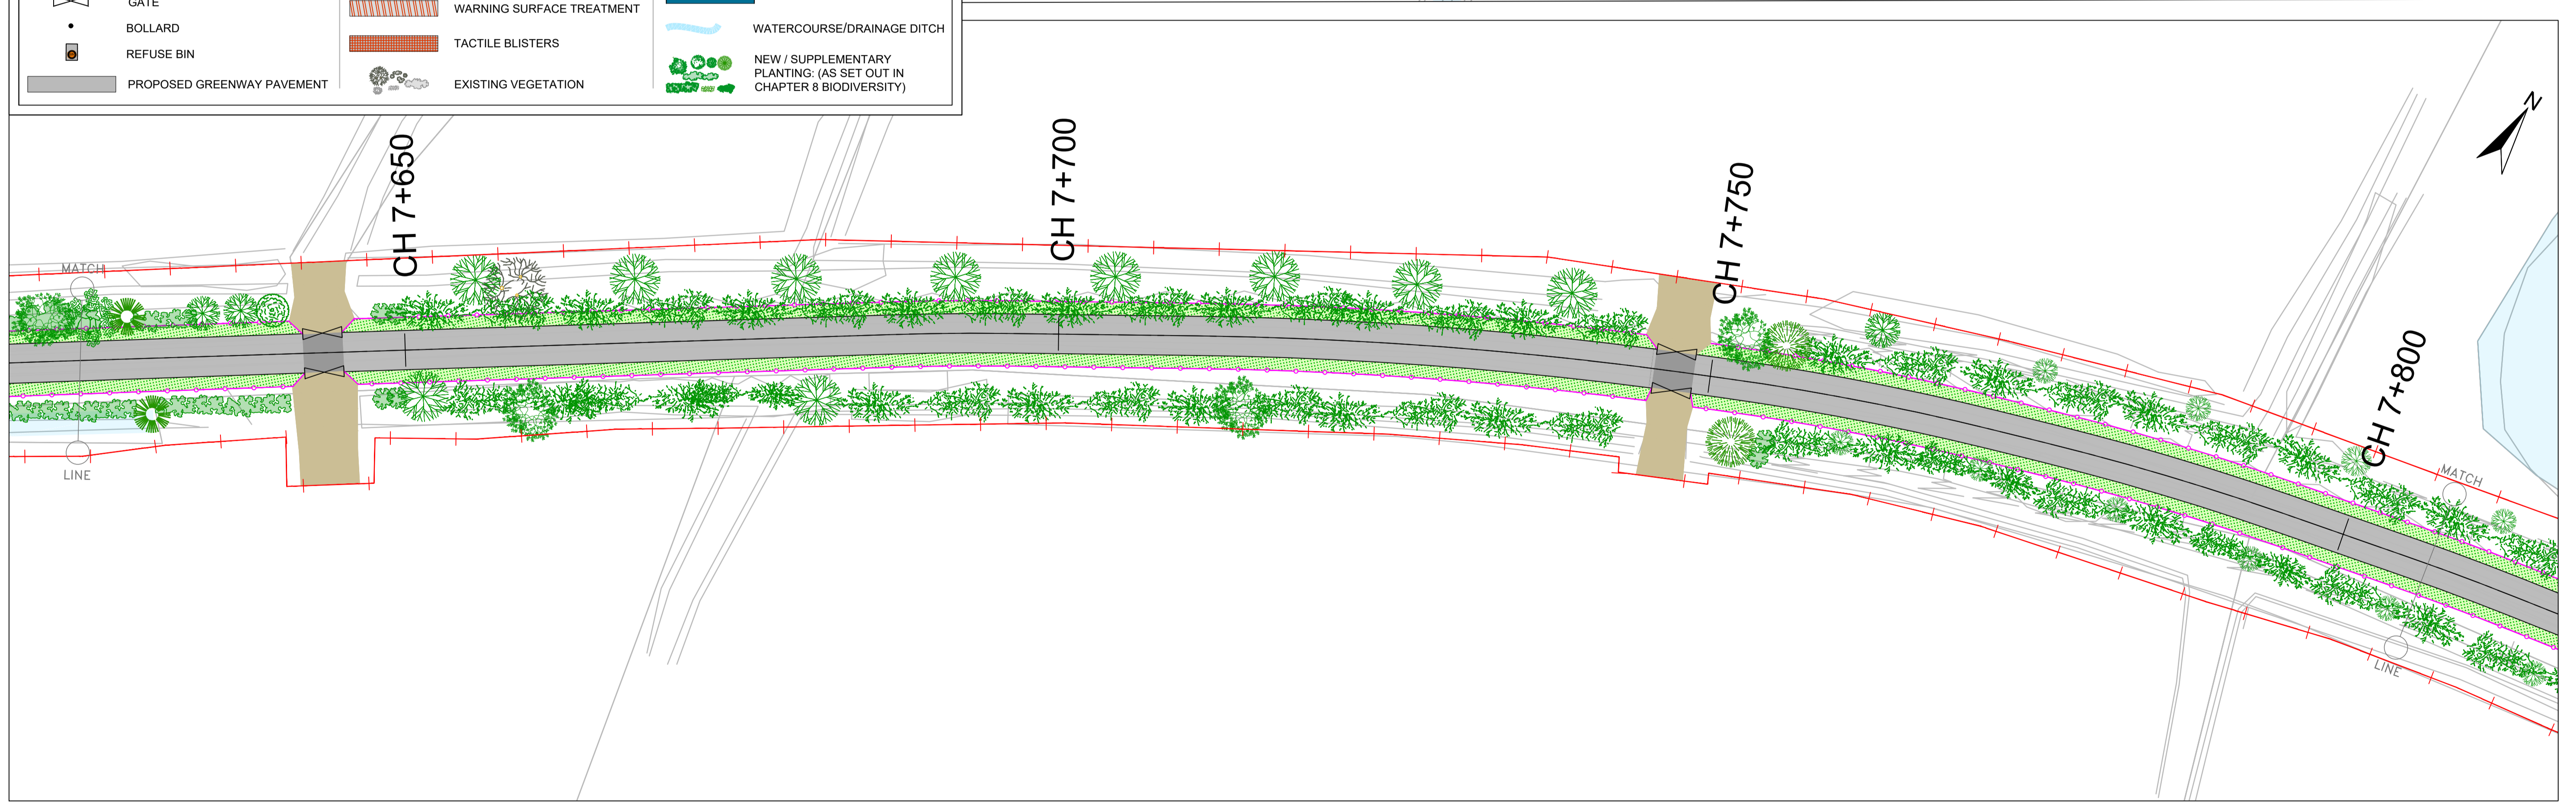 GATE
BOLLARD
REFUSE BIN
PROPOSED GREENWAY PAVEMENT
WARNING SURFACE TREATMENT
TACTILE BLISTERS
EXISTING VEGETATION
WATERCOURSE/DRAINAGE DITCH
NEW / SUPPLEMENTARY
PLANTING: (AS SET OUT IN
CHAPTER 8 BIODIVERSITY)
N
MATCH
LINE
CH 7+650
CH 7+700
CH 7+750
CH 7+800
MATCH
LINE